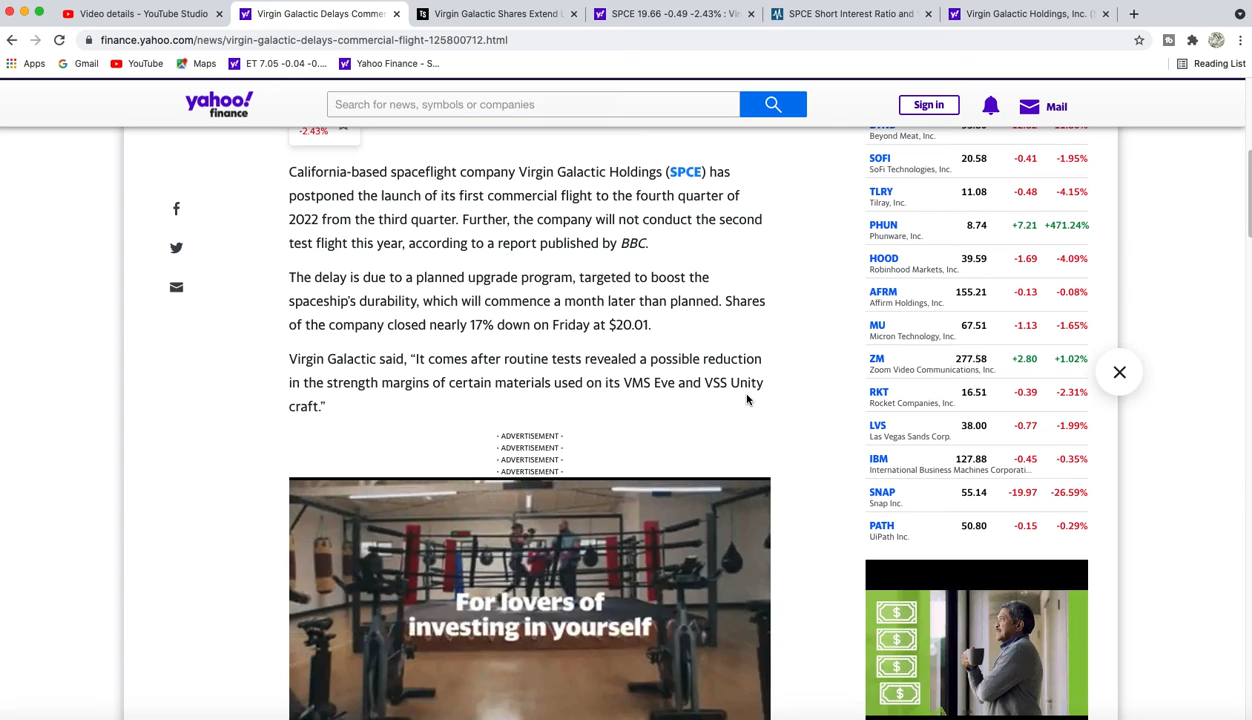 Video details - YouTube Studio
Virgin Galactic Delays Comme
Virgin Galactic Shares Extend L
SPCE 19.66 -0.49 -2.43% : Vi
SPCE Short Interest Ratio and
Virgin Galactic Holdings, Inc. (
finance.yahoo.com/news/virgin-galactic-delays-commercial-flight-125800712.html
Apps
Gmail
YouTube
Maps
ET 7.05 -0.04 -0....
Yahoo Finance - S...
Reading List
yahoo!
finance
Search for news, symbols or companies
Sign in
Mail
-2.43%
California-based spaceflight company Virgin Galactic Holdings (SPCE) has
postponed the launch of its first commercial flight to the fourth quarter of
2022 from the third quarter. Further, the company will not conduct the second
test flight this year, according to a report published by BBC.
The delay is due to a planned upgrade program, targeted to boost the
spaceship's durability, which will commence a month later than planned. Shares
of the company closed nearly 17% down on Friday at $20.01.
Virgin Galactic said, “It comes after routine tests revealed a possible reduction
in the strength margins of certain materials used on its VMS Eve and VSS Unity
craft.”
- ADVERTISEMENT -
- ADVERTISEMENT -
- ADVERTISEMENT -
- ADVERTISEMENT -
For lovers of
investing in yourself
Beyond Meat, Inc.
SOFI 20.58 -0.41 -1.95%
SoFi Technologies, Inc.
TLRY 11.08 -0.48 -4.15%
Tilray, Inc.
PHUN 8.74 +7.21 +471.24%
Phunware, Inc.
HOOD 39.59 -1.69 -4.09%
Robinhood Markets, Inc.
AFRM 155.21 -0.13 -0.08%
Affirm Holdings, Inc.
MU 67.51 -1.13 -1.65%
Micron Technology, Inc.
ZM 277.58 +2.80 +1.02%
Zoom Video Communications, Inc.
RKT 16.51 -0.39 -2.31%
Rocket Companies, Inc.
LVS 38.00 -0.77 -1.99%
Las Vegas Sands Corp.
IBM 127.88 -0.45 -0.35%
International Business Machines Corporati...
SNAP 55.14 -19.97 -26.59%
Snap Inc.
PATH 50.80 -0.15 -0.29%
UiPath Inc.